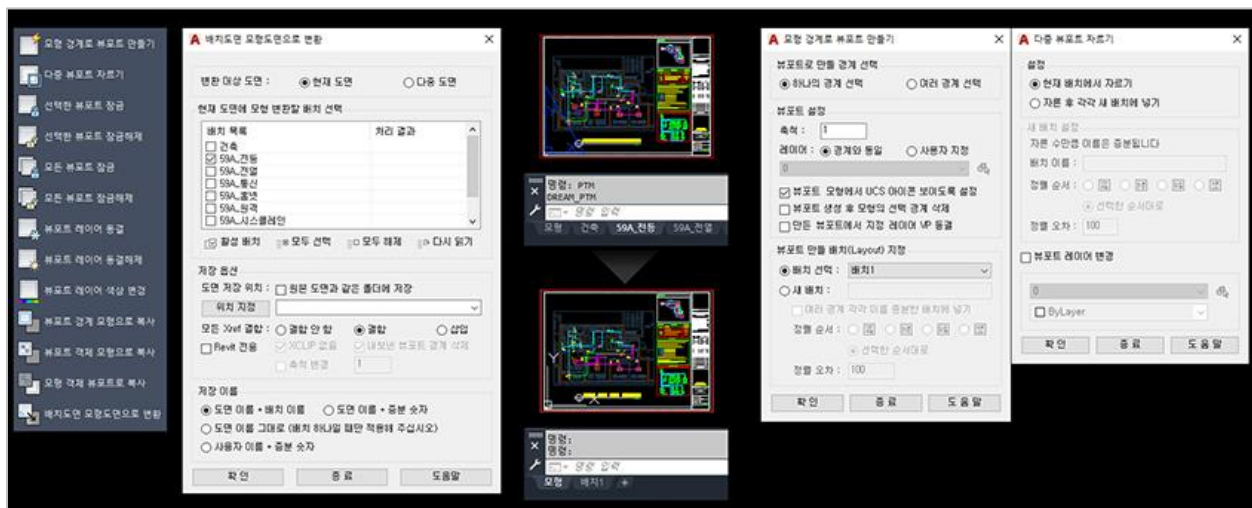 모형 경계로 뷰포트 만들기
다중 뷰포트 자르기
선택한 뷰포트 잠금
선택한 뷰포트 잠금해제
모든 뷰포트 잠금
모든 뷰포트 잠금해제
뷰포트 레이어 동결
뷰포트 레이어 동결해제
뷰포트 레이어 색상 변경
뷰포트 경계 모형으로 복사
뷰포트 객체 모형으로 복사
모형 객체 뷰포트로 복사
배치도면 모형도면으로 변환
배치도면 모형도면으로 변환
변환 대상 도면 : 현재 도면 다중 도면
현재 도면에 모형 변환할 배치 선택
배치 목록 처리 결과
건축
59A_전등
59A_전열
59A_통신
59A_홈넷
59A_원격
59A_시스클레인
활성 배치 모두 선택 모두 해제 다시 읽기
저장 옵션
도면 저장 위치 : 원본 도면과 같은 폴더에 저장
위치 지정
모든 Xref 결합 : 결합 안 함 결합 삽입
Revit 전용 XCLIP 없음 내보낸 뷰포트 경계 삭제
축척 변경 1
저장 이름
도면 이름 + 배치 이름 도면 이름 + 증분 숫자
도면 이름 그대로 (배치 하나일 때만 적용해 주십시오)
사용자 이름 + 증분 숫자
확인 종료 도움말
명령: PTM
DREAM_PTM
명령 입력
모형 건축 59A_전등 59A_전열
Y
X
명령:
명령:
명령 입력
모형 배치1 +
모형 경계로 뷰포트 만들기
뷰포트로 만들 경계 선택
하나의 경계 선택 여러 경계 선택
뷰포트 설정
축척 : 1
레이어 : 경계와 동일 사용자 지정
0
뷰포트 모형에서 UCS 아이콘 보이도록 설정
뷰포트 생성 후 모형의 선택 경계 삭제
만든 뷰포트에서 지정 레이어 VP 동결
뷰포트 만들 배치(Layout) 지정
배치 선택 : 배치1
새 배치 :
여러 경계 각각 이름 증분한 배치에 넣기
정렬 순서 :
선택한 순서대로
정렬 오차 : 100
확인 종료 도움말
다중 뷰포트 자르기
설정
현재 배치에서 자르기
자른 후 각각 새 배치에 넣기
새 배치 설정
자른 수만큼 이름은 증분됩니다
배치 이름 :
정렬 순서 :
선택한 순서대로
정렬 오차 : 100
뷰포트 레이어 변경
0
ByLayer
확인 종료 도움말